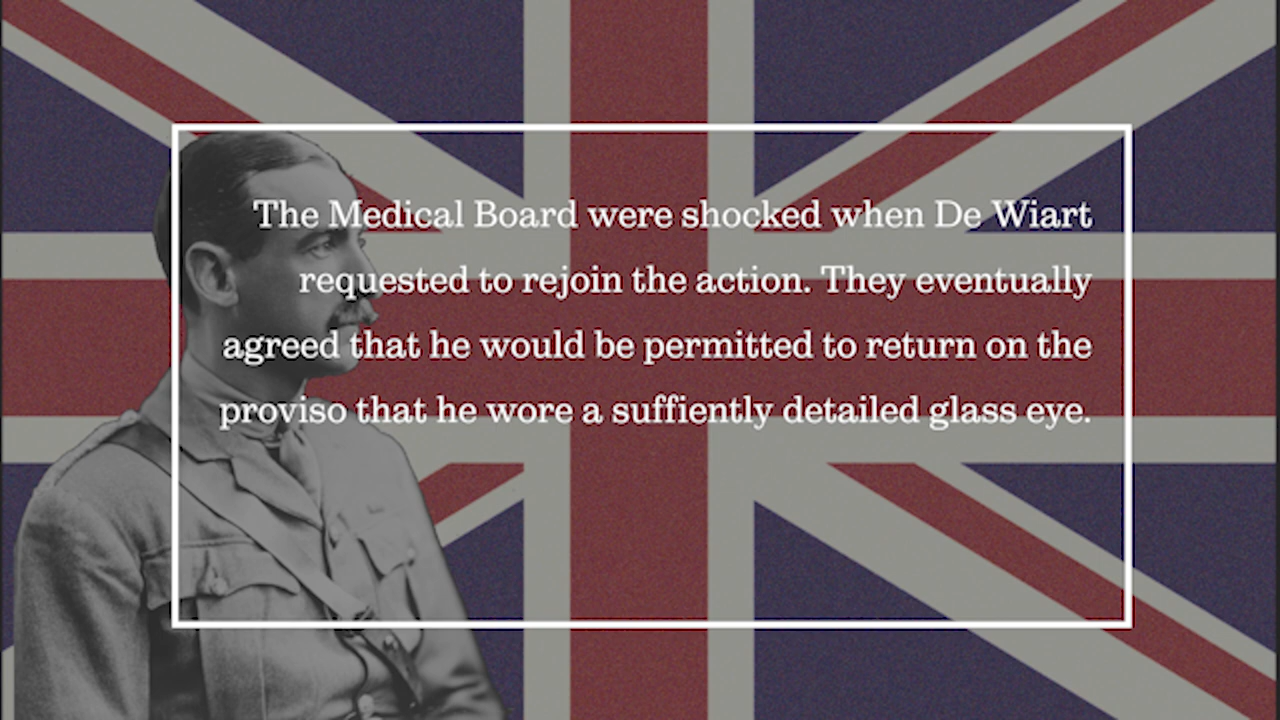 The Medical Board were shocked when De Wiart
requested to rejoin the action. They eventually
agreed that he would be permitted to return on the
proviso that he wore a suffiently detailed glass eye.